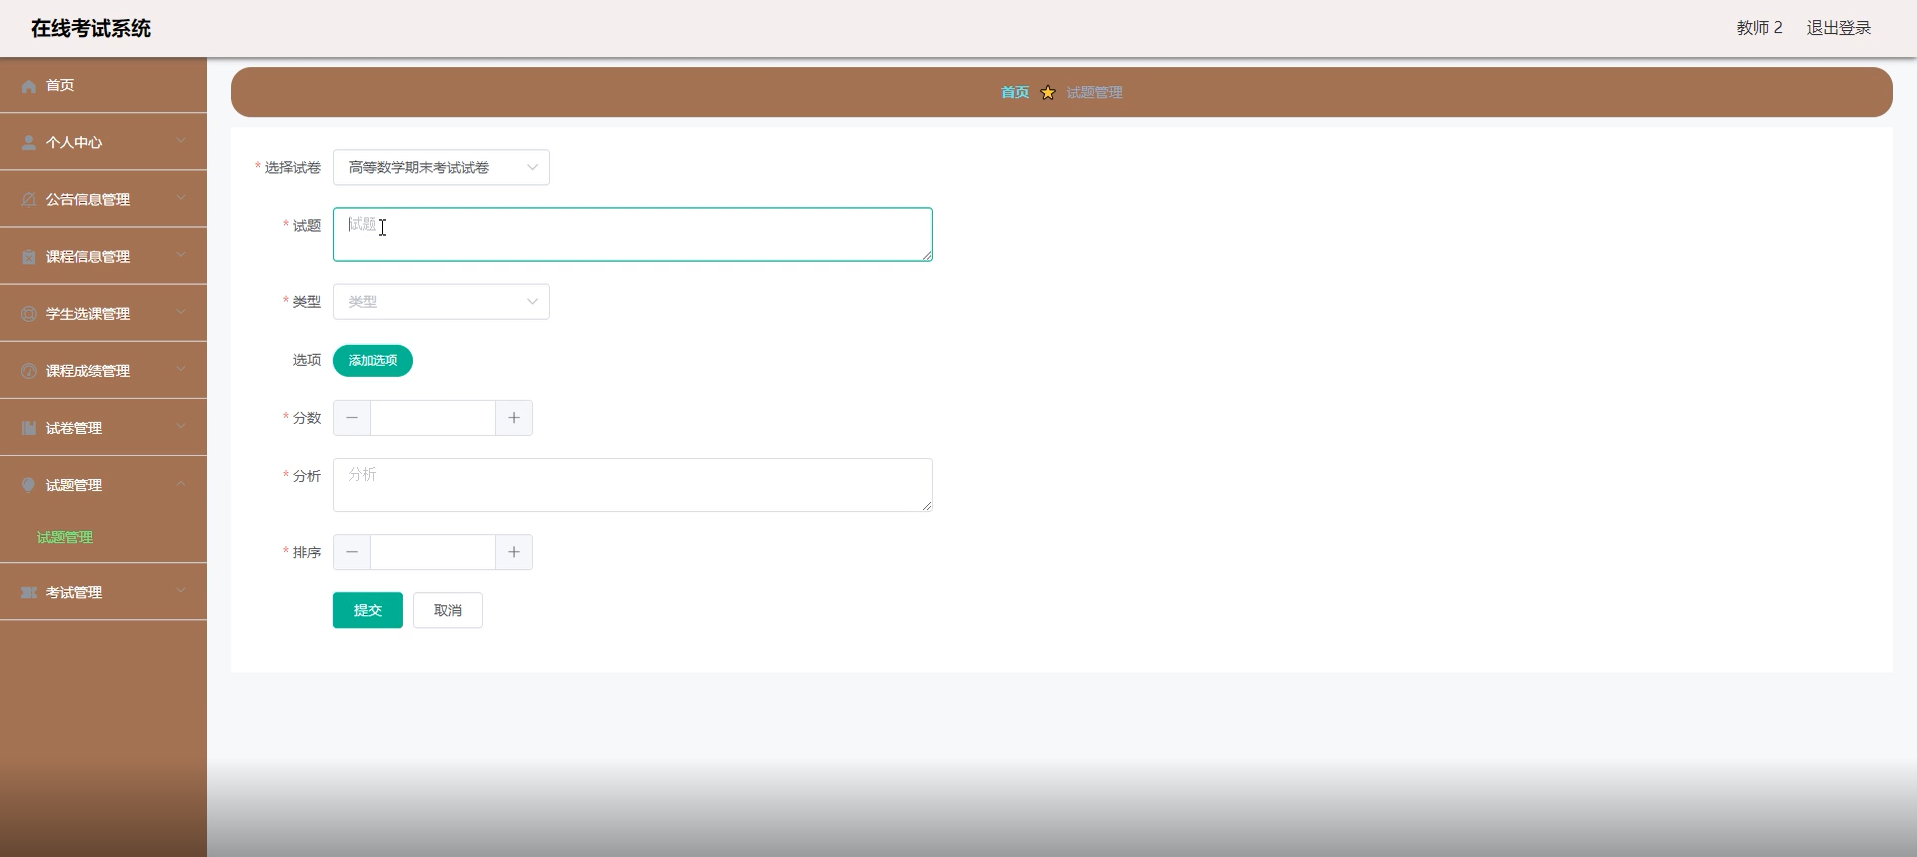 在线考试系统
教师 2 退出登录
首页
个人中心
公告信息管理
课程信息管理
学生选课管理
课程成绩管理
试卷管理
试题管理
试题管理
考试管理
首页 试题管理
* 选择试卷 高等数学期末考试试卷
* 试题 试题
* 类型 类型
选项 添加选项
* 分数
* 分析 分析
* 排序
提交 取消